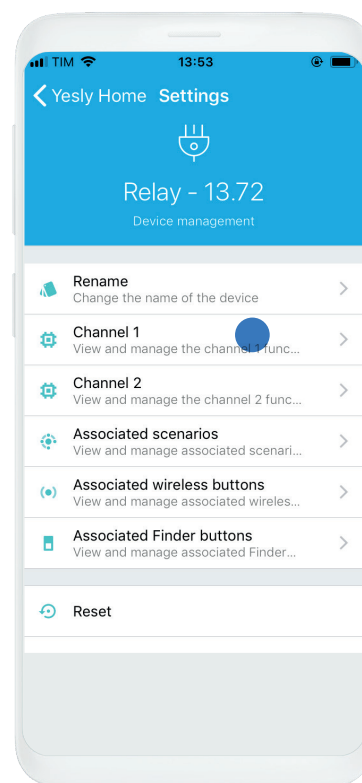 TIM 13:53
Yesly Home Settings
Relay - 13.72
Device management
Rename
Change the name of the device
Channel 1
View and manage the channel 1 func...
Channel 2
View and manage the channel 2 func...
Associated scenarios
View and manage associated scenari...
Associated wireless buttons
View and manage associated wireles...
Associated Finder buttons
View and manage associated Finder...
Reset